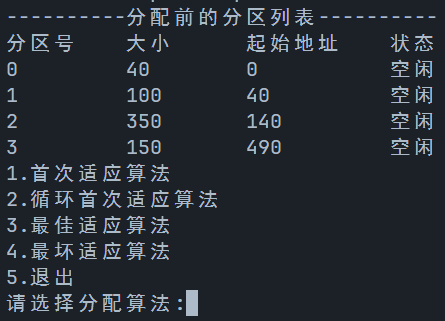 ----------分配前的分区列表----------
分区号 大小 起始地址 状态
0 40 0 空闲
1 100 40 空闲
2 350 140 空闲
3 150 490 空闲
1.首次适应算法
2.循环首次适应算法
3.最佳适应算法
4.最坏适应算法
5.退出
请选择分配算法: